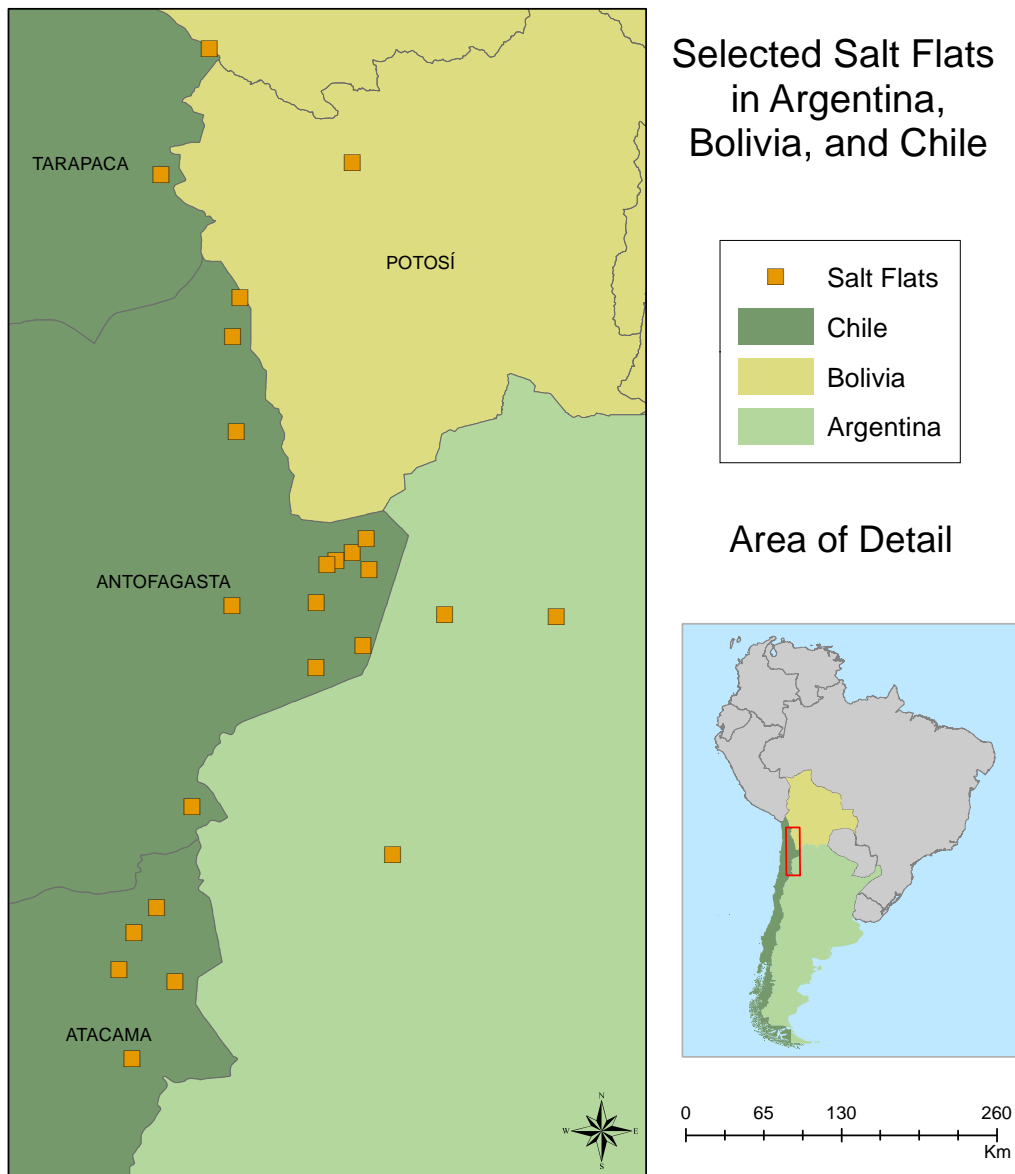 Selected Salt Flats
in Argentina,
Bolivia, and Chile
TARAPACA
POTOSÍ
ANTOFAGASTA
ATACAMA
Salt Flats
Chile
Bolivia
Argentina
Area of Detail
N
W E
S
0 65 130 260
Km